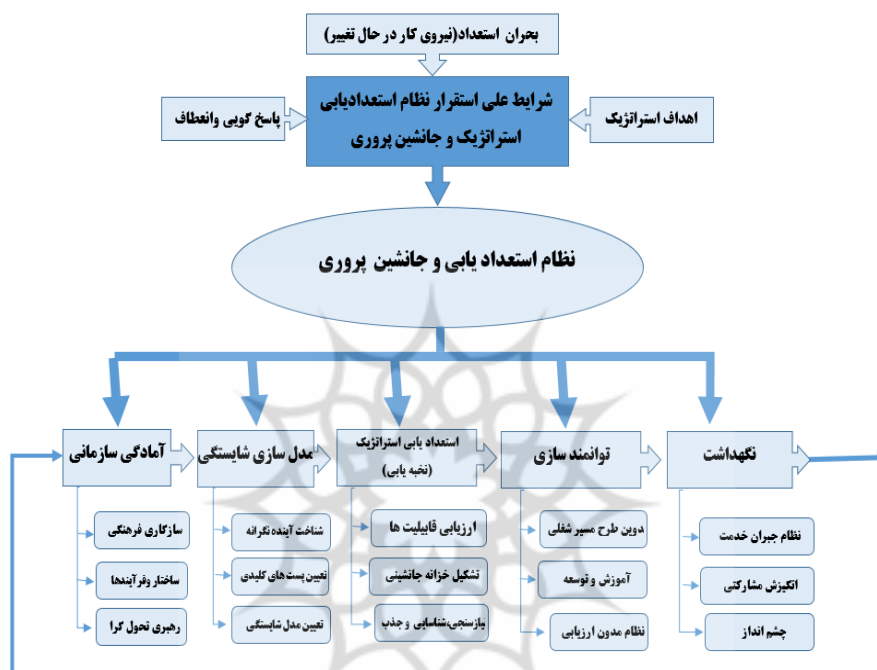 بحران استعداد(نیروی کار در حال تغییر)
شرایط علی استقرار نظام استعدادیابی
استراتژیک و جانشین پروری
اهداف استراتژیک
پاسخ گویی وانعطاف
نظام استعداد یابی و جانشین پروری
آمادگی سازمانی
مدل سازی شایستگی
استعداد یابی استراتژیک
(نخبه یابی)
توانمند سازی
نگهداشت
سازگاری فرهنگی
ساختار وفرآیندها
رهبری تحول گرا
شناخت آینده نگرانه
تعیین پست های کلیدی
تعیین مدل شایستگی
ارزیابی قابلیت ها
تشکیل خزانه جانشینی
نیازسنجی،شناسایی و جذب
تدوین طرح مسیر شغلی
آموزش و توسعه
نظام مدون ارزیابی
نظام جبران خدمت
انگیزش مشارکتی
چشم انداز